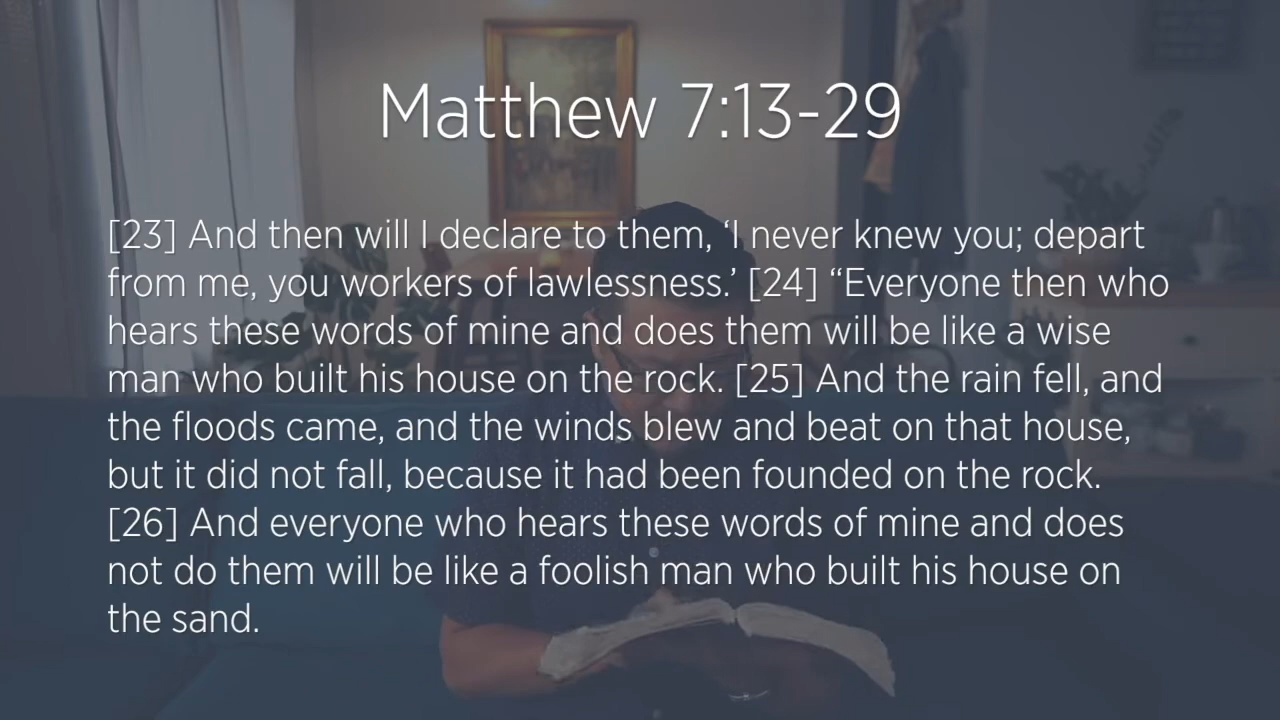 Matthew 7:13-29
[23] And then will I declare to them, ‘I never knew you; depart
from me, you workers of lawlessness.’ [24] “Everyone then who
hears these words of mine and does them will be like a wise
man who built his house on the rock. [25] And the rain fell, and
the floods came, and the winds blew and beat on that house,
but it did not fall, because it had been founded on the rock.
[26] And everyone who hears these words of mine and does
not do them will be like a foolish man who built his house on
the sand.